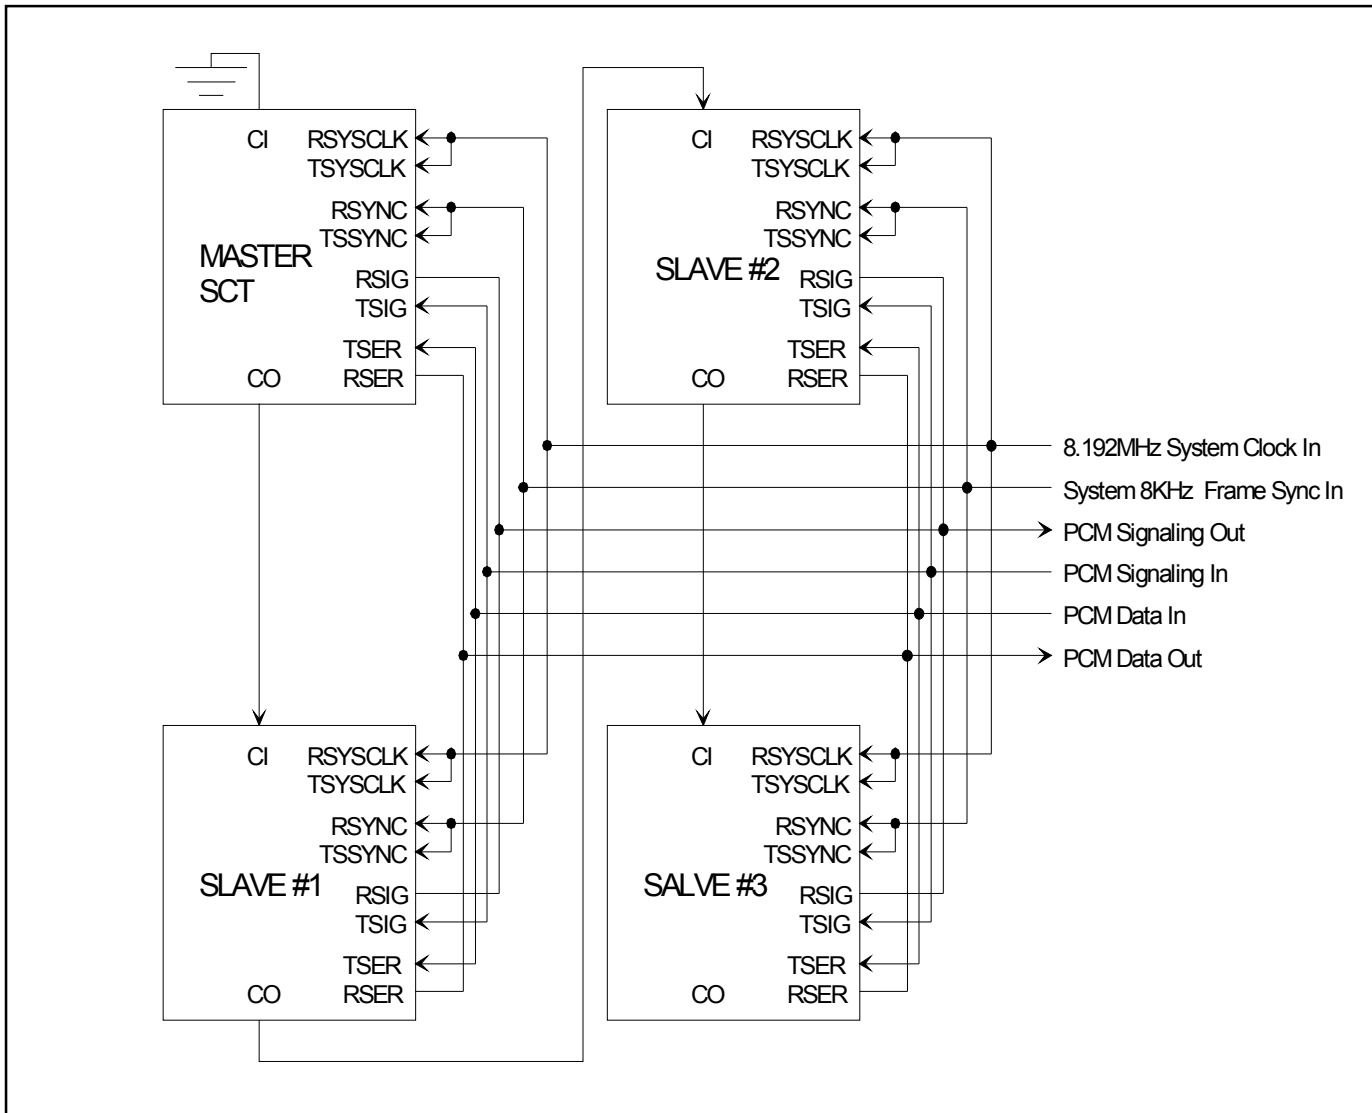 CI RSYSCLK
TSYSCLK
RSYNC
TSSYNC
MASTER
SCT
RSIG
TSIG
TSER
CO RSER
CI RSYSCLK
TSYSCLK
RSYNC
TSSYNC
SLAVE #2
RSIG
TSIG
TSER
CO RSER
8.192MHz System Clock In
System 8KHz Frame Sync In
PCM Signaling Out
PCM Signaling In
PCM Data In
PCM Data Out
CI RSYSCLK
TSYSCLK
RSYNC
TSSYNC
SLAVE #1
RSIG
TSIG
TSER
CO RSER
CI RSYSCLK
TSYSCLK
RSYNC
TSSYNC
SALVE #3
RSIG
TSIG
TSER
CO RSER